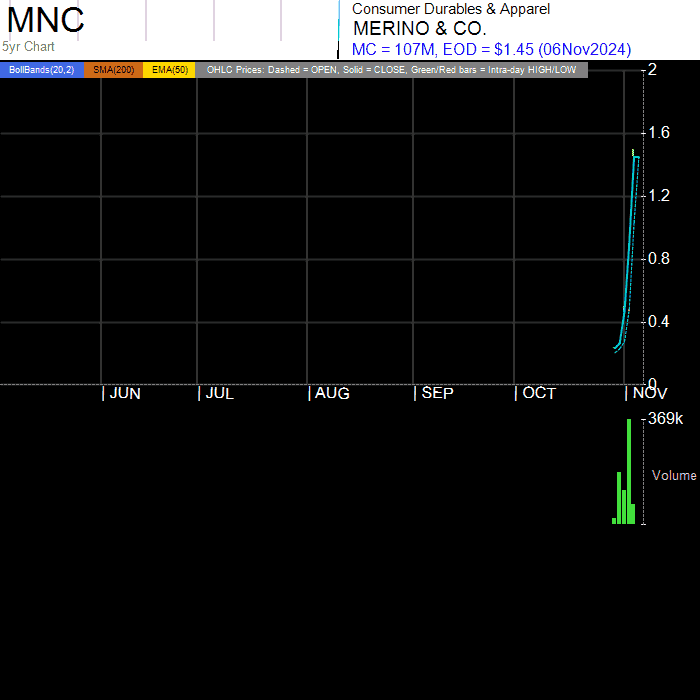 MNC
5yr Chart
Consumer Durables & Apparel
MERINO & CO.
MC = 107M, EOD = $1.45 (06Nov2024)
BollBands(20,2) SMA(200) EMA(50) OHLC Prices: Dashed = OPEN, Solid = CLOSE, Green/Red bars = Intra-day HIGH/LOW
2
1.6
1.2
0.8
0.4
0
| JUN | JUL | AUG | SEP | OCT | NOV
369k
Volume